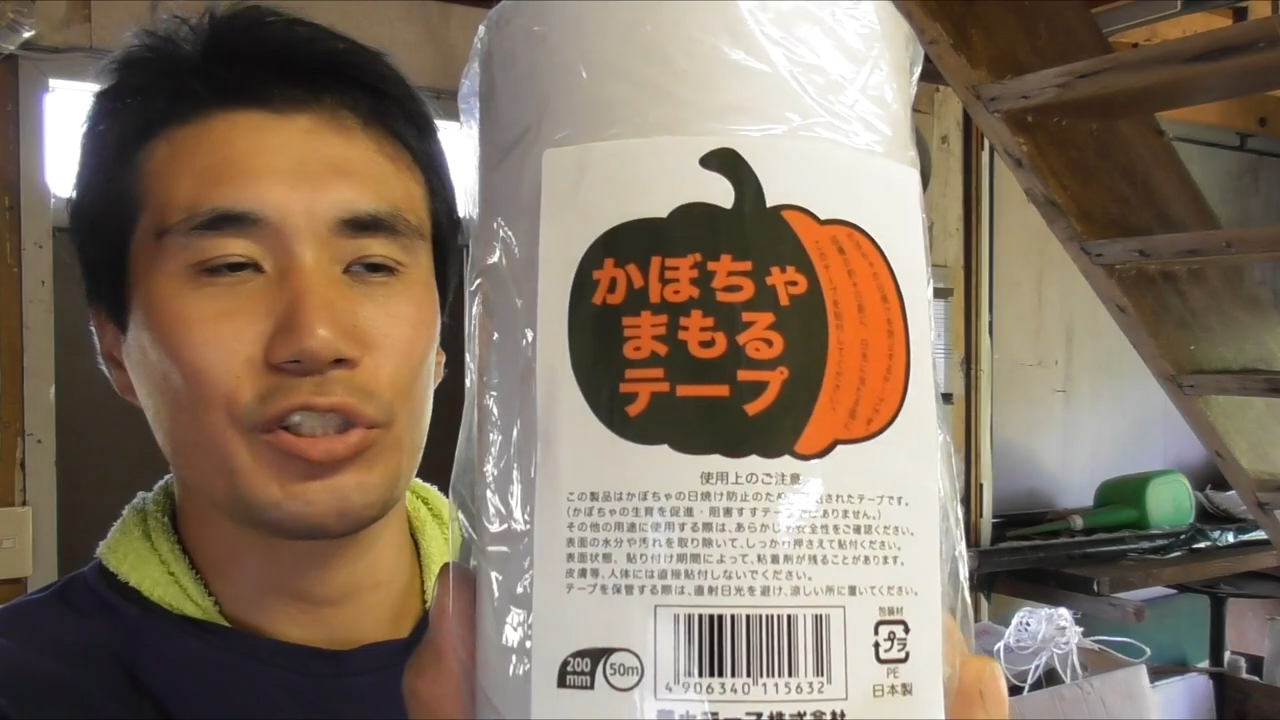 かぼちゃ
まもる
テープ
使用上のご注意
この製品はかぼちゃの日焼け防止のため 出されたテープです。
(かぼちゃの生育を促進・阻害すすテープではありません。)
その他の用途に使用する際は、あらかじめ安全性をご確認ください。
表面の水分や汚れを取り除いて、しっかり押さえて貼付ください。
表面状態、貼り付け期間によって、粘着剤が残ることがあります。
皮膚等、人体には直接貼付しないでください。
テープを保管する際は、直射日光を避け、涼しい所に置いてください。
200
mm
50m
4 906340 115632
包装材
プラ
PE
日本製